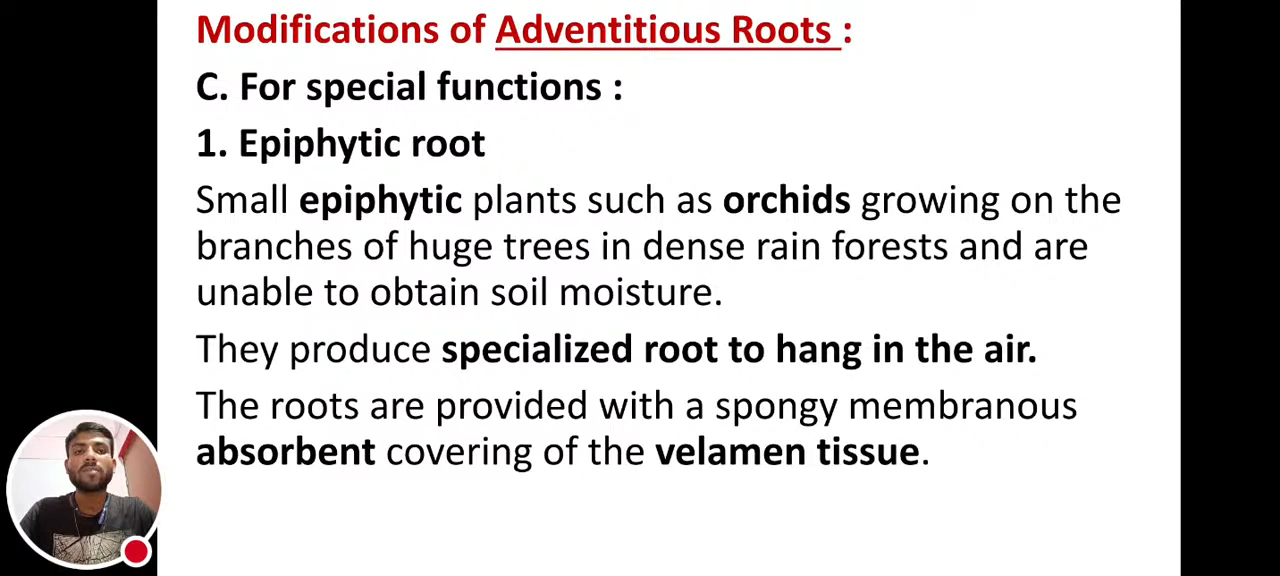 Modifications of Adventitious Roots :
C. For special functions :
1. Epiphytic root
Small epiphytic plants such as orchids growing on the
branches of huge trees in dense rain forests and are
unable to obtain soil moisture.
They produce specialized root to hang in the air.
The roots are provided with a spongy membranous
absorbent covering of the velamen tissue.